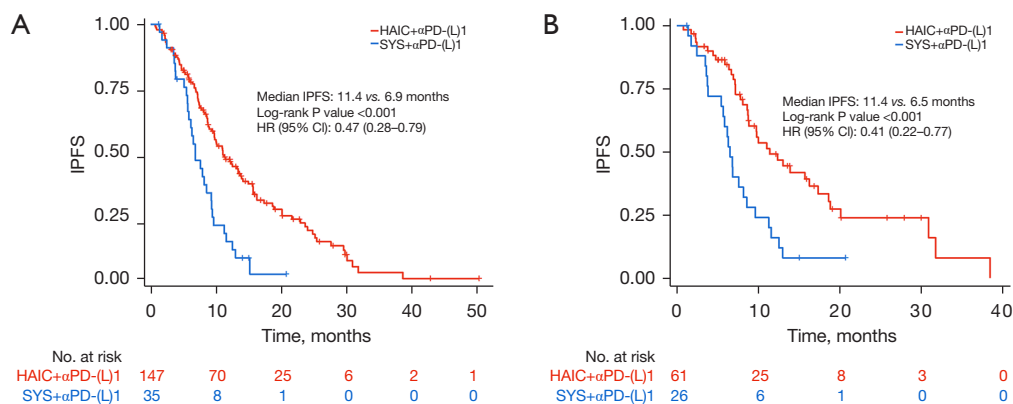 A
HAIC+αPD-(L)1
SYS+αPD-(L)1
Median IPFS: 11.4 vs. 6.9 months
Log-rank P value <0.001
HR (95% CI): 0.47 (0.28–0.79)
IPFS
1.00
0.75
0.50
0.25
0.00
0 10 20 30 40 50
Time, months
No. at risk
HAIC+αPD-(L)1 147 70 25 6 2 1
SYS+αPD-(L)1 35 8 1 0 0 0
B
HAIC+αPD-(L)1
SYS+αPD-(L)1
Median IPFS: 11.4 vs. 6.5 months
Log-rank P value <0.001
HR (95% CI): 0.41 (0.22–0.77)
IPFS
1.00
0.75
0.50
0.25
0.00
0 10 20 30 40
Time, months
No. at risk
HAIC+αPD-(L)1 61 25 8 3 0
SYS+αPD-(L)1 26 6 1 0 0